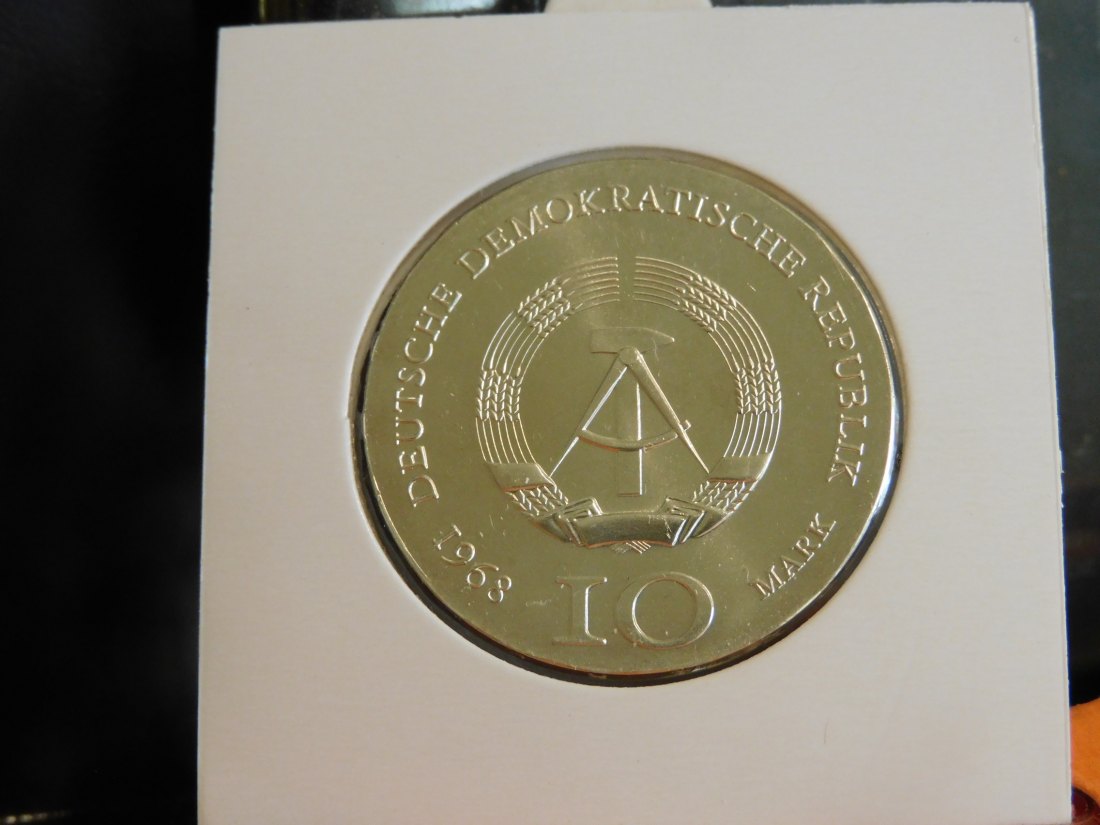 DEUTSCHE DEMOKRATISCHE REPUBLIK
1968
10
MARK